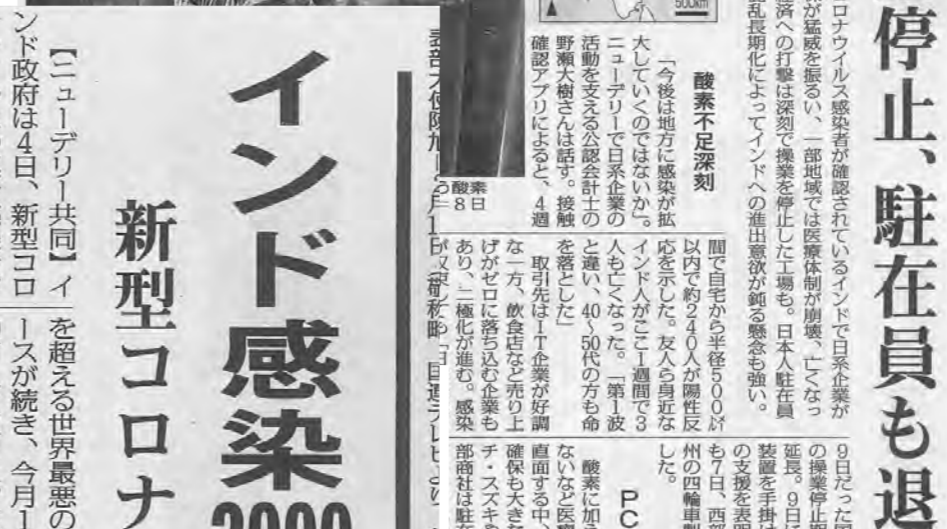 停止、駐在員も退
ロナウイルス感染者が確認されているインドで日系企業が
が猛威を振るい、一部地域では医療体制が崩壊、亡くなっ
済への打撃は深刻で操業を停止した工場も。日本人駐在員
乱長期化によってインドへの進出意欲が鈍る懸念も強い。
500km
酸素不足深刻
「今後は地方に感染が拡
大していくのではないか」。
ニューデリーで日系企業の
活動を支える公認会計士の
野瀬大樹さんは話す。接触
確認アプリによると、4週
間で自宅から半径500㍍
以内で約240人が陽性反
応を示した。友人ら身近な
インド人がここ1週間で3
人も亡くなった。「第1波
と違い、40～50代の方も命
を落とした」
取引先はIT企業が好調
な一方、飲食店など売り上
げがゼロに落ち込む企業も
あり、二極化が進む。感染
9日だった
の操業停止
延長。9日
装置を手掛
の支援を表
も7日、西部
州の四輪車製
した。
PC
酸素に加
ないなど医療
直面する中、
確保も大き
チ・スズキ
部商社は駐在
酸素
=8日
インド感染2000
新型コロナ
【ニューデリー共同】イ
ンド政府は4日、新型コロ
を超える世界最悪の
ースが続き、今月1